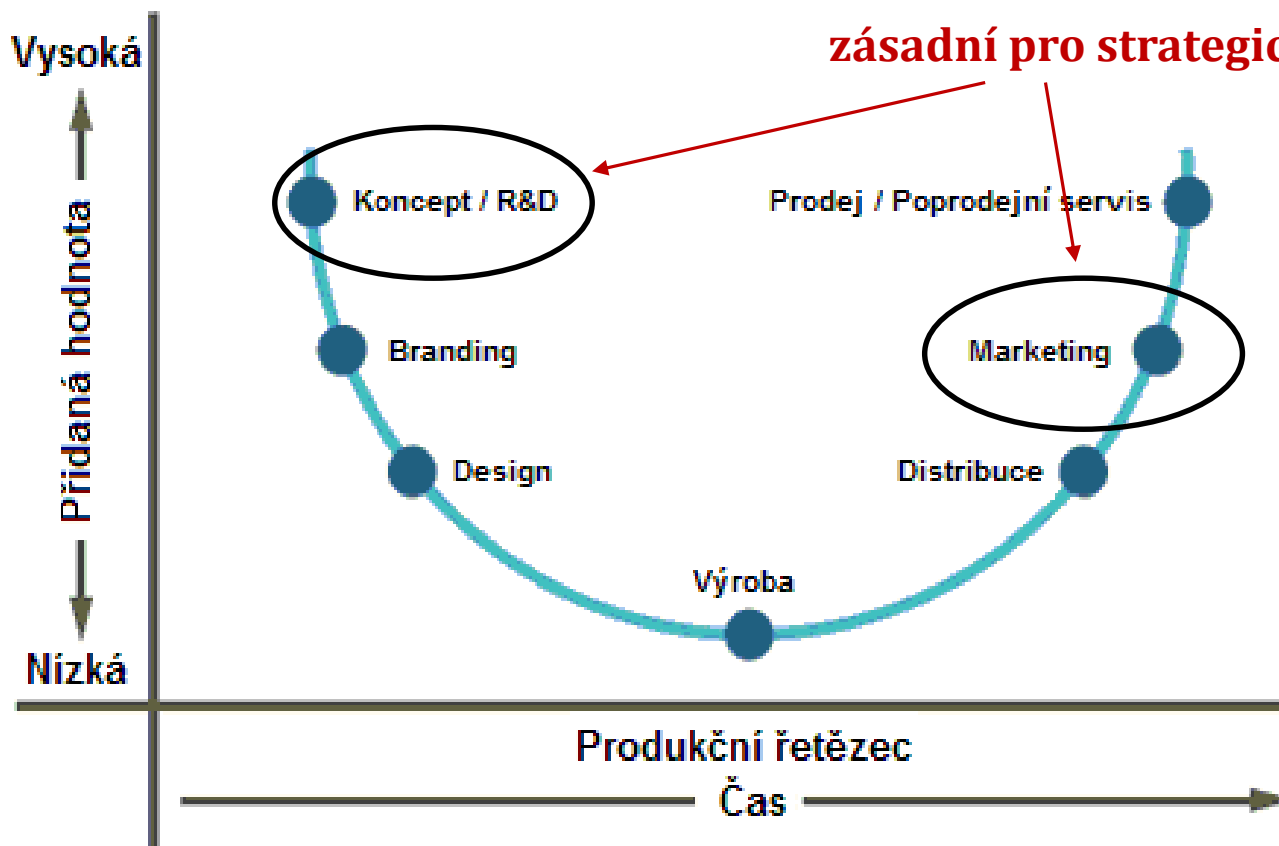 zásadní pro strategic
Vysoká
Přidaná hodnota
Nízká
Koncept / R&D
Prodej / Poprodejní servis
Branding
Marketing
Design
Distribuce
Výroba
Produkční řetězec
Čas